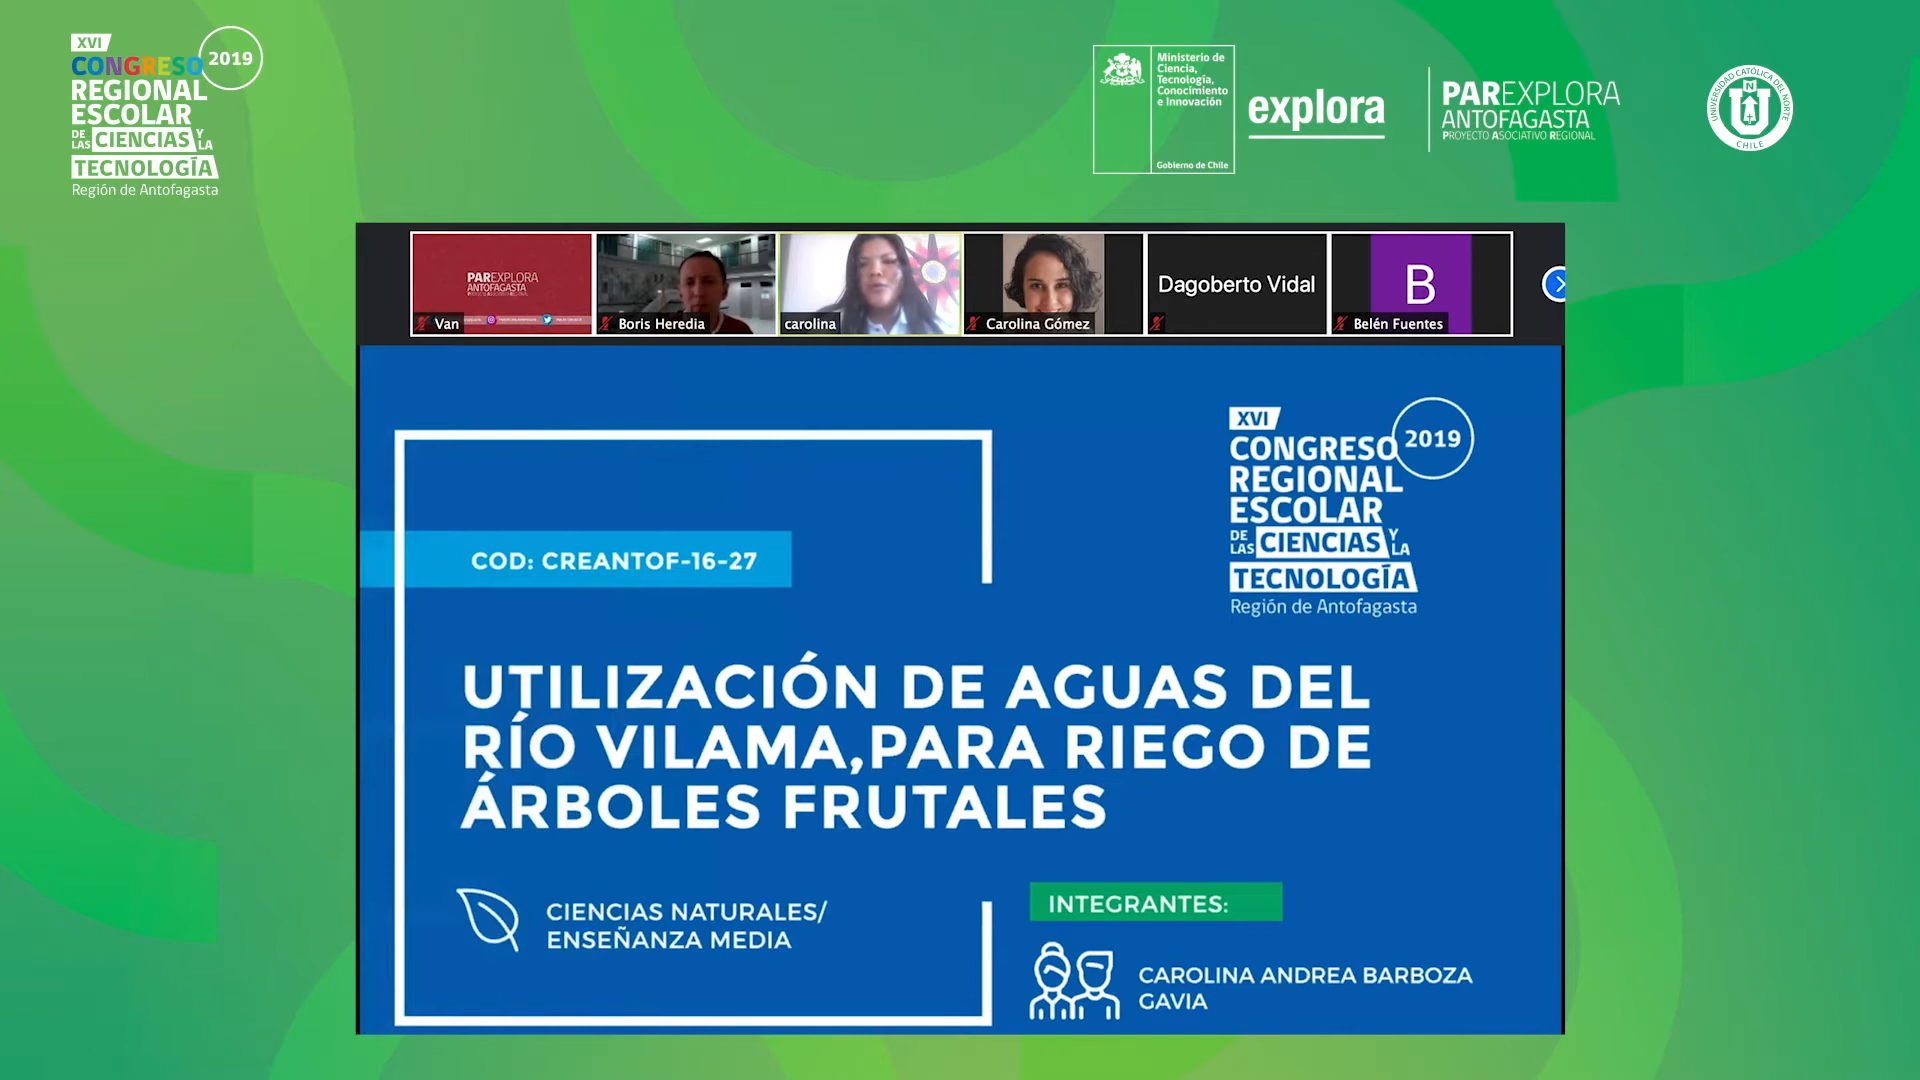 XVI
CONGRESO
2019
REGIONAL
ESCOLAR
DE LAS CIENCIAS Y LA
TECNOLOGÍA
Región de Antofagasta
Ministerio de
Ciencia,
Tecnología,
Conocimiento
e Innovación
Gobierno de Chile
explora
PAREXPLORA
ANTOFAGASTA
PROYECTO ASOCIATIVO REGIONAL
UNIVERSIDAD CATÓLICA DEL NORTE
N
CHILE
PAREXPLORA
ANTOFAGASTA
Van
Boris Heredia
carolina
Carolina Gómez
Dagoberto Vidal
B
Belén Fuentes
XVI
CONGRESO
2019
REGIONAL
ESCOLAR
DE LAS CIENCIAS Y LA
TECNOLOGÍA
Región de Antofagasta
COD: CREANTOF-16-27
UTILIZACIÓN DE AGUAS DEL
RÍO VILAMA,PARA RIEGO DE
ÁRBOLES FRUTALES
CIENCIAS NATURALES/
ENSEÑANZA MEDIA
INTEGRANTES:
CAROLINA ANDREA BARBOZA
GAVIA